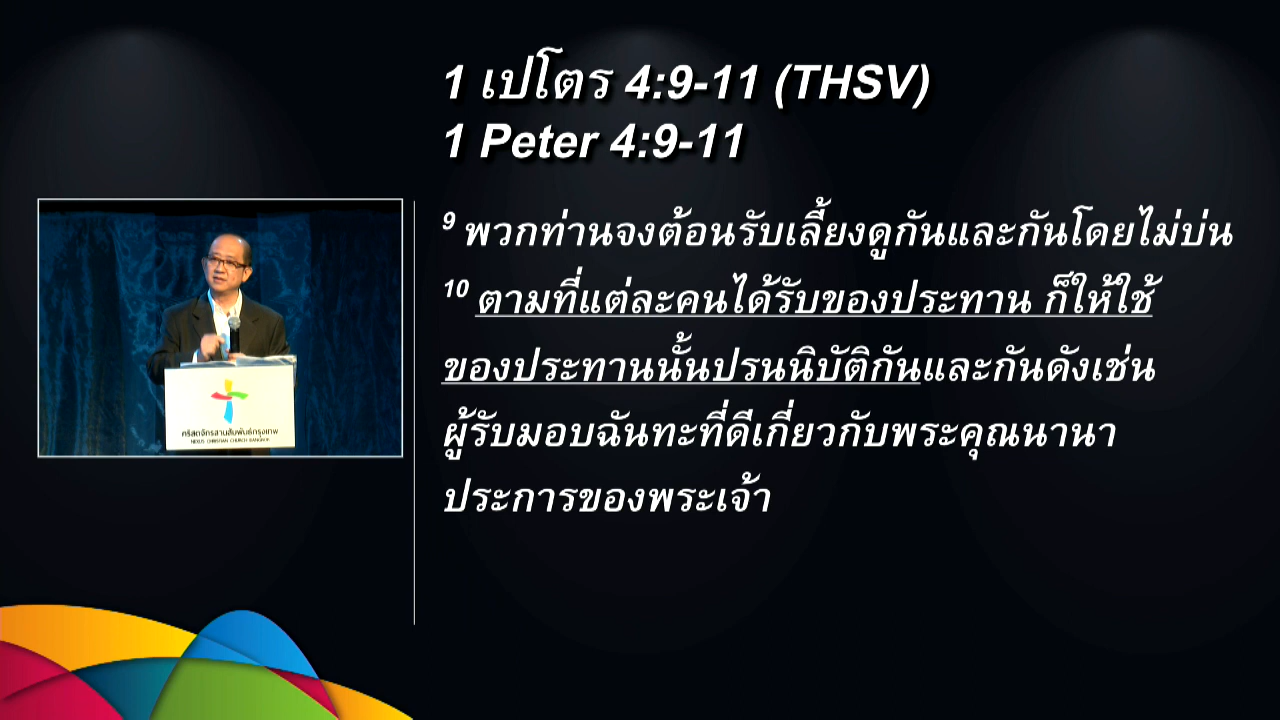 1 เปโตร 4:9-11 (THSV)
1 Peter 4:9-11
9 พวกท่านจงต้อนรับเลี้ยงดูกันและกันโดยไม่บ่น
10 ตามที่แต่ละคนได้รับของประทาน ก็ให้ใช้
ของประทานนั้นปรนนิบัติกันและกันดังเช่น
ผู้รับมอบฉันทะที่ดีเกี่ยวกับพระคุณนานา
ประการของพระเจ้า
คริสตจักรสานสัมพันธ์กรุงเทพ
NEXUS CHRISTIAN CHURCH BANGKOK